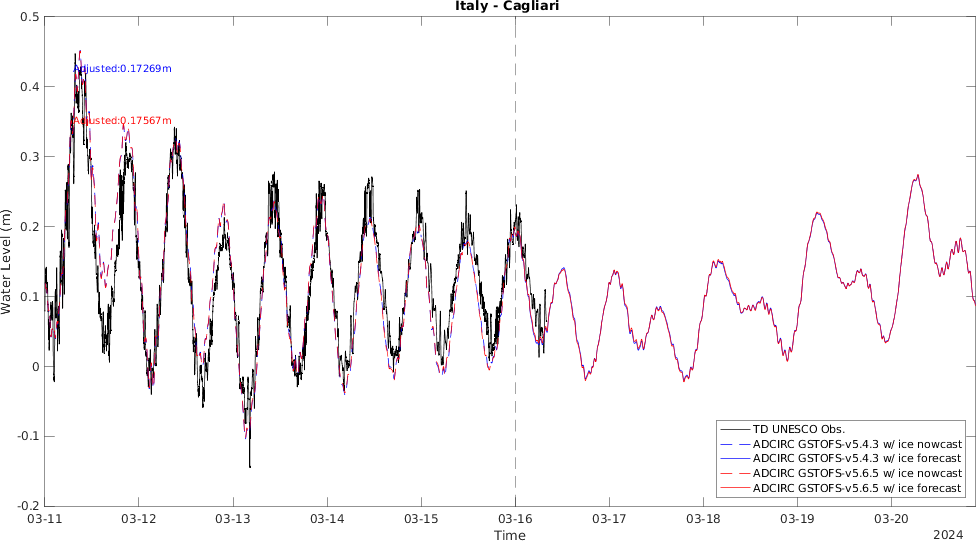 Italy - Cagliari
0.5
0.4
0.3
0.2
0.1
0
-0.1
-0.2
Water Level (m)
Adjusted:0.17269m
Adjusted:0.17567m
TD UNESCO Obs.
ADCIRC GSTOFS-v5.4.3 w/ ice nowcast
ADCIRC GSTOFS-v5.4.3 w/ ice forecast
ADCIRC GSTOFS-v5.6.5 w/ ice nowcast
ADCIRC GSTOFS-v5.6.5 w/ ice forecast
03-11 03-12 03-13 03-14 03-15 03-16 03-17 03-18 03-19 03-20
Time
2024